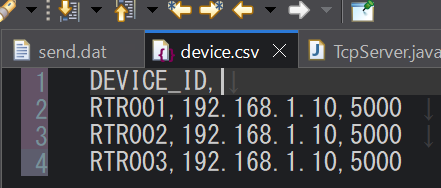 send.dat
device.csv
TcpServer.java
1 DEVICE_ID,
2 RTR001,192.168.1.10,5000
3 RTR002,192.168.1.10,5000
4 RTR003,192.168.1.10,5000